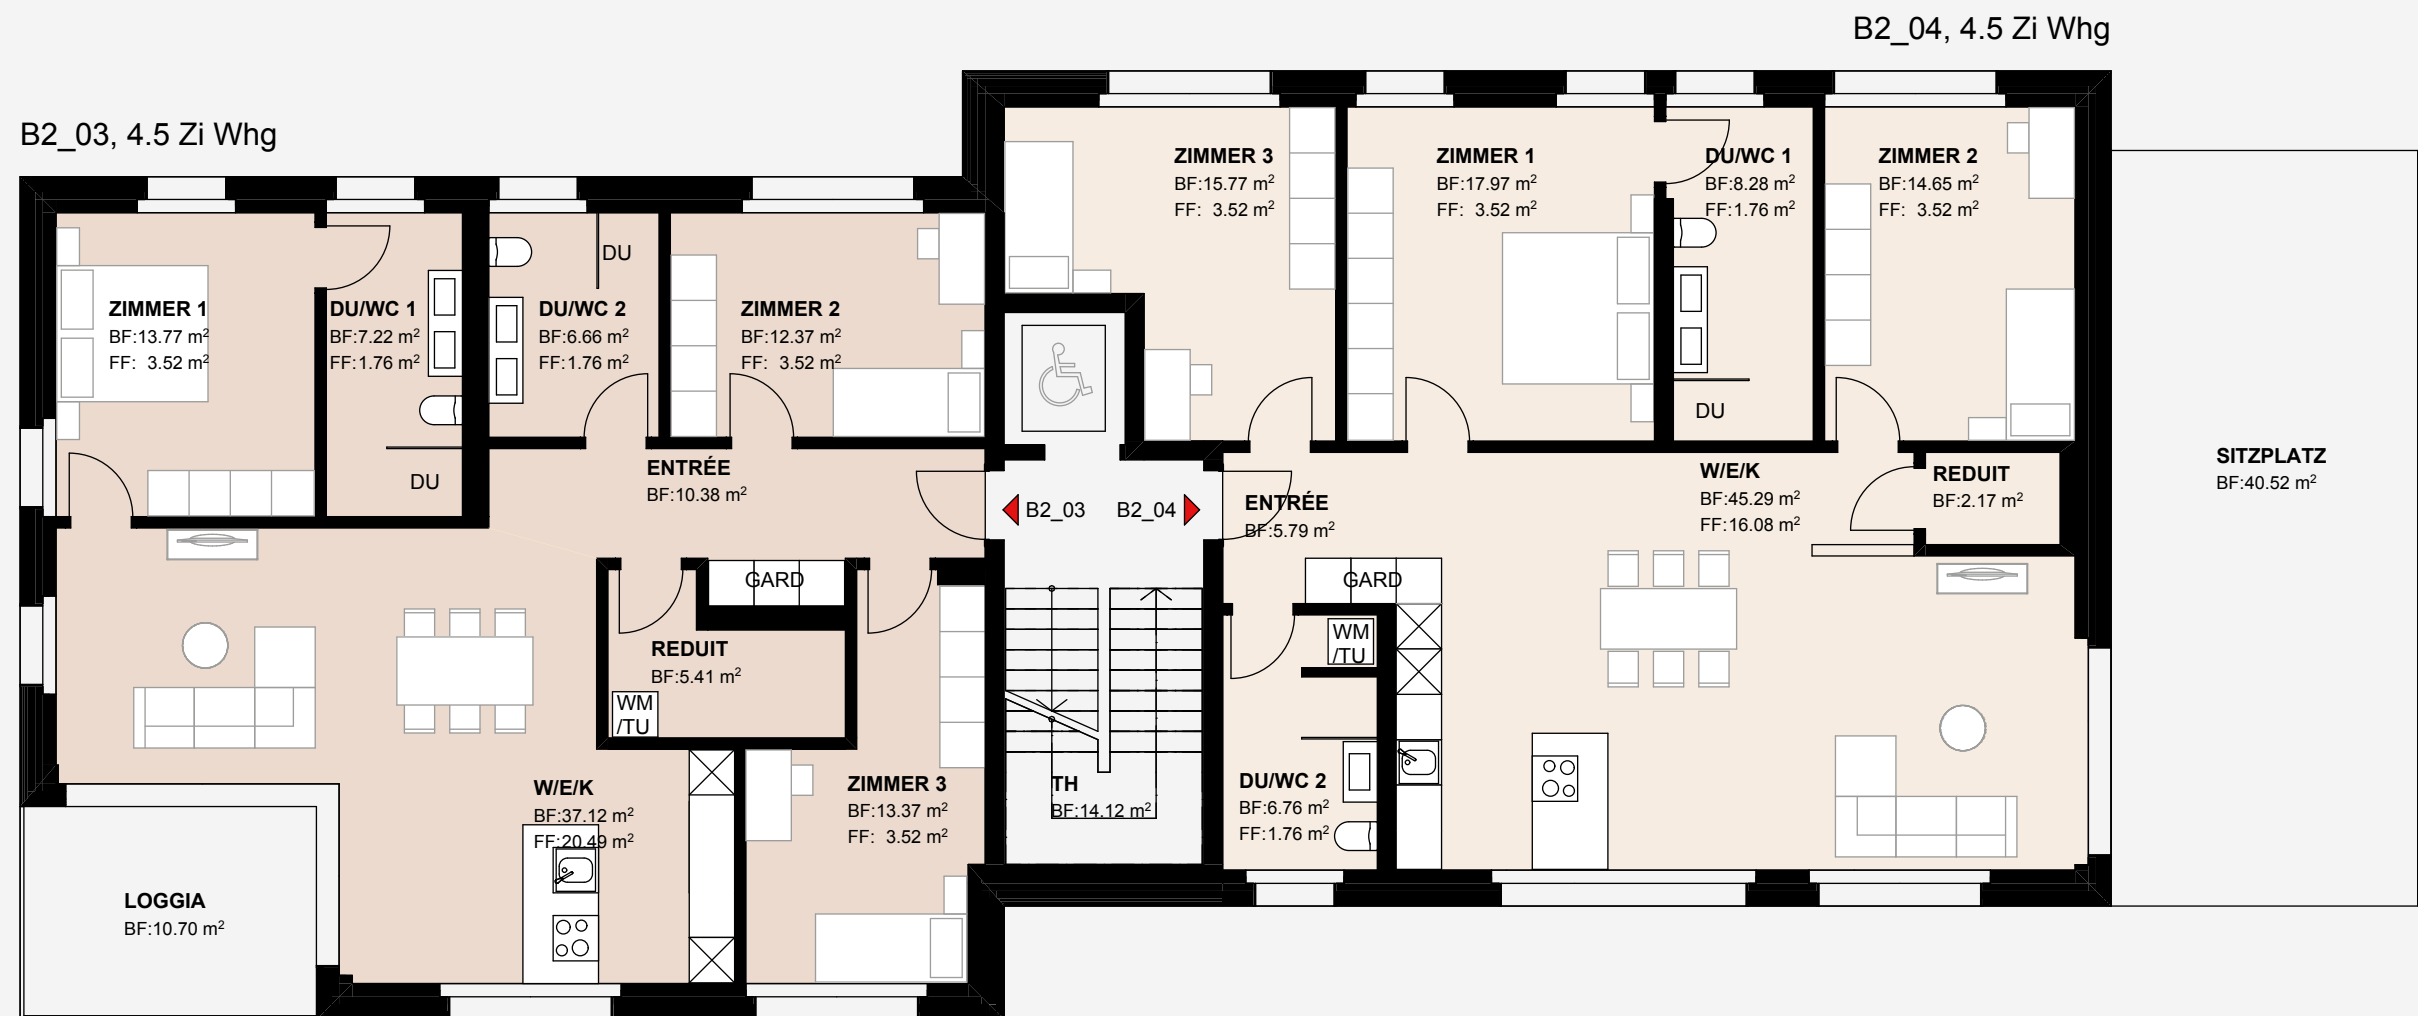 B2_04, 4.5 Zi Whg
B2_03, 4.5 Zi Whg
ZIMMER 1
BF:13.77 m²
FF: 3.52 m²
DU/WC 1
BF:7.22 m²
FF:1.76 m²
DU
DU/WC 2
BF:6.66 m²
FF:1.76 m²
DU
ZIMMER 2
BF:12.37 m²
FF: 3.52 m²
ENTRÉE
BF:10.38 m²
GARD
REDUIT
BF:5.41 m²
WM
/TU
W/E/K
BF:37.12 m²
FF:20.49 m²
ZIMMER 3
BF:13.37 m²
FF: 3.52 m²
LOGGIA
BF:10.70 m²
B2_03
B2_04
TH
BF:14.12 m²
ZIMMER 3
BF:15.77 m²
FF: 3.52 m²
ZIMMER 1
BF:17.97 m²
FF: 3.52 m²
DU/WC 1
BF:8.28 m²
FF:1.76 m²
DU
ZIMMER 2
BF:14.65 m²
FF: 3.52 m²
ENTRÉE
BF:5.79 m²
GARD
WM
/TU
DU/WC 2
BF:6.76 m²
FF:1.76 m²
W/E/K
BF:45.29 m²
FF:16.08 m²
REDUIT
BF:2.17 m²
SITZPLATZ
BF:40.52 m²